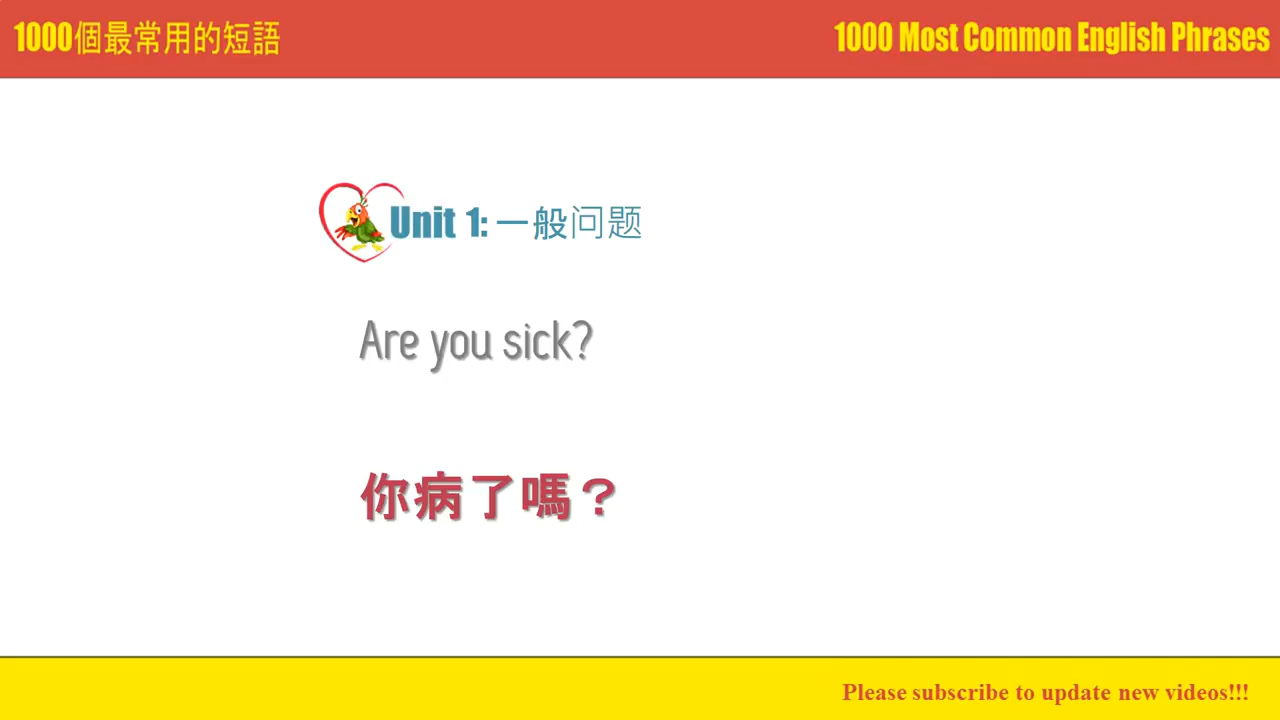 1000個最常用的短語
1000 Most Common English Phrases
Unit 1: 一般问题
Are you sick?
你病了嗎？
Please subscribe to update new videos!!!